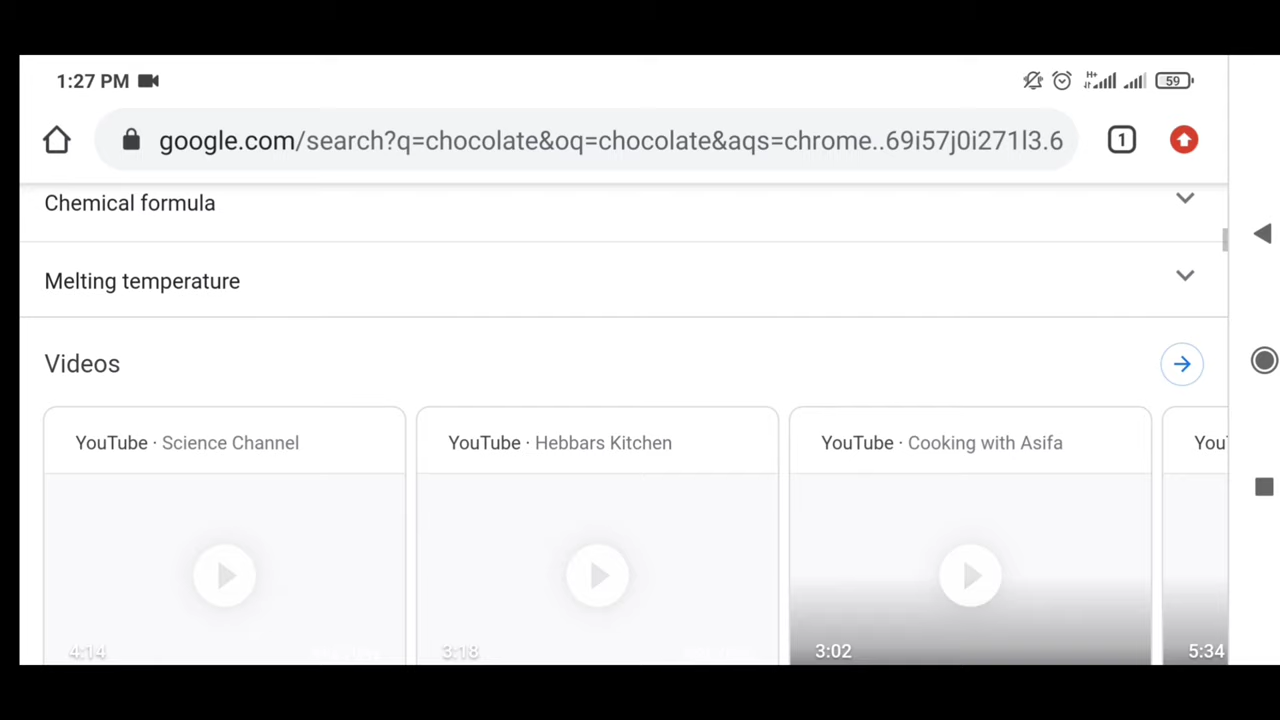 1:27 PM
H+
59
google.com/search?q=chocolate&oq=chocolate&aqs=chrome..69i57j0i271l3.6
1
Chemical formula
Melting temperature
Videos
YouTube · Science Channel
YouTube · Hebbars Kitchen
YouTube · Cooking with Asifa
You
4:14
3:18
3:02
5:34